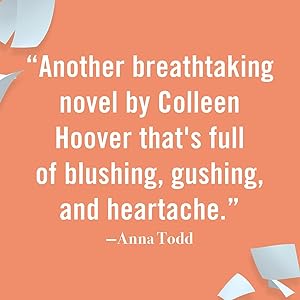 “Another breathtaking
novel by Colleen
Hoover that's full
of blushing, gushing,
and heartache.”
—Anna Todd